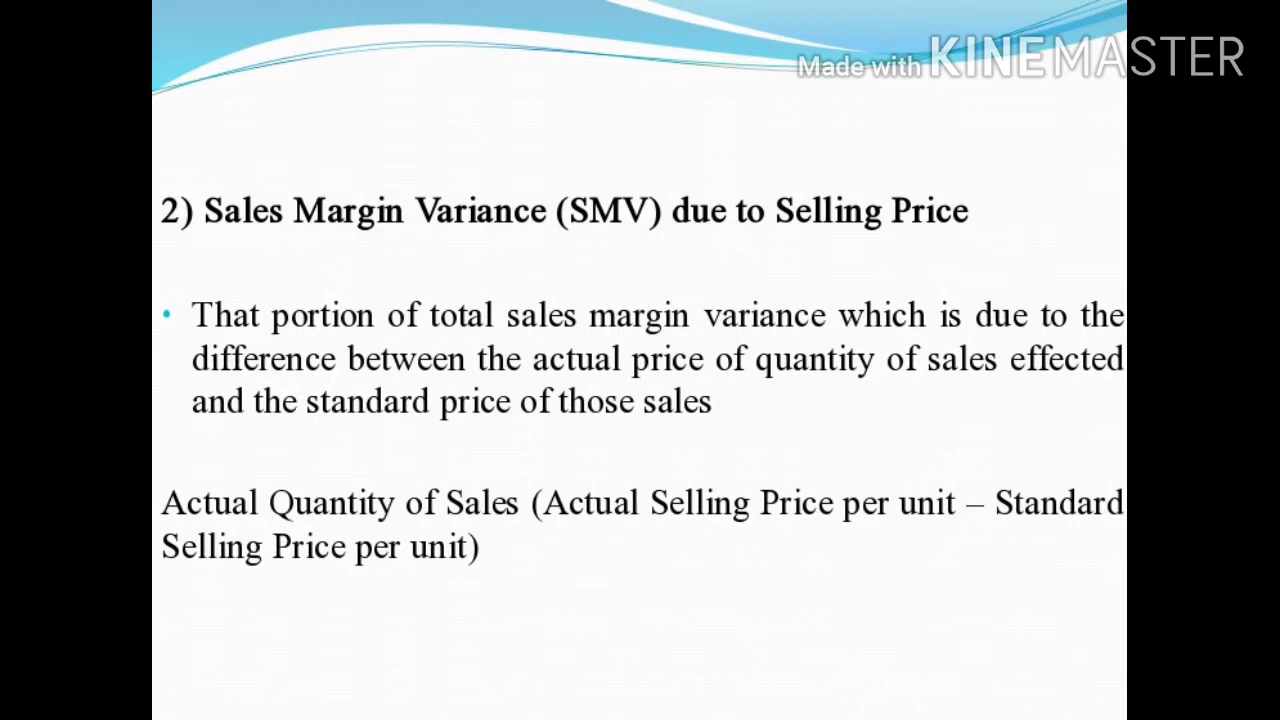 Made with KINEMASTER
2) Sales Margin Variance (SMV) due to Selling Price
• That portion of total sales margin variance which is due to the
difference between the actual price of quantity of sales effected
and the standard price of those sales
Actual Quantity of Sales (Actual Selling Price per unit – Standard
Selling Price per unit)